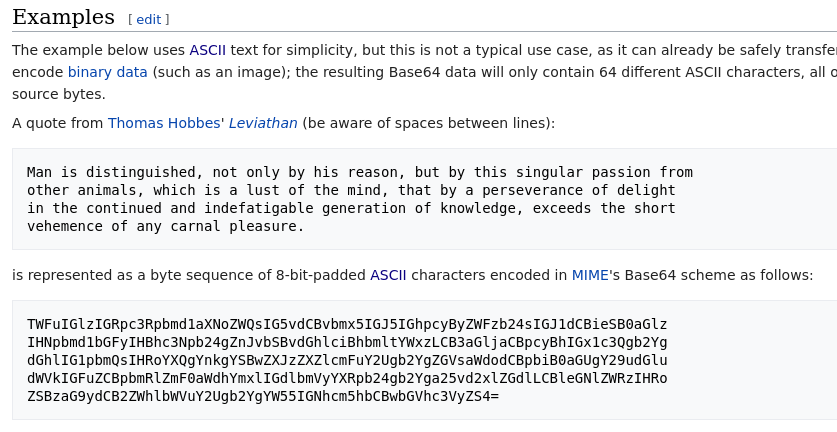 Examples [ edit ]
The example below uses ASCII text for simplicity, but this is not a typical use case, as it can already be safely
encode binary data (such as an image); the resulting Base64 data will only contain 64 different ASCII characters, all
source bytes.
A quote from Thomas Hobbes' Leviathan (be aware of spaces between lines):
Man is distinguished, not only by his reason, but by this singular passion from
other animals, which is a lust of the mind, that by a perseverance of delight
in the continued and indefatigable generation of knowledge, exceeds the short
vehemence of any carnal pleasure.
is represented as a byte sequence of 8-bit-padded ASCII characters encoded in MIME's Base64 scheme as follows:
TWFuIGlzIGRpc3Rpbmd1aXNoZWQsIG5vdCBvbmx5IGJ5IGhpcyByZWFzb24sIGJ1dCBieSB0aGlz
IHNpbmd1bGFyIHBhc3Npb24gZnJvbSBvdGhlciBhbmltYWxzLCB3aGljaCBpcyBhIGx1c3Qgb2Yg
dGhlIG1pbmQsIHRoYXQgYnkgYSBwZXJzZXZlcmFuY2Ugb2YgZGVsaWdodCBpbiB0aGUgY29udGlu
dWVkIGFuZCBpbmRlZmF0aWdhYmxlIGdlbmVyYXRpb24gb2Yga25vd2xlZGdlLCBleGNlZWRzIHRo
ZSBzaG9ydCB2ZWhlbWVuY2Ugb2YgYW55IGNhcm5hbCBwbGVhc3VyZS4=